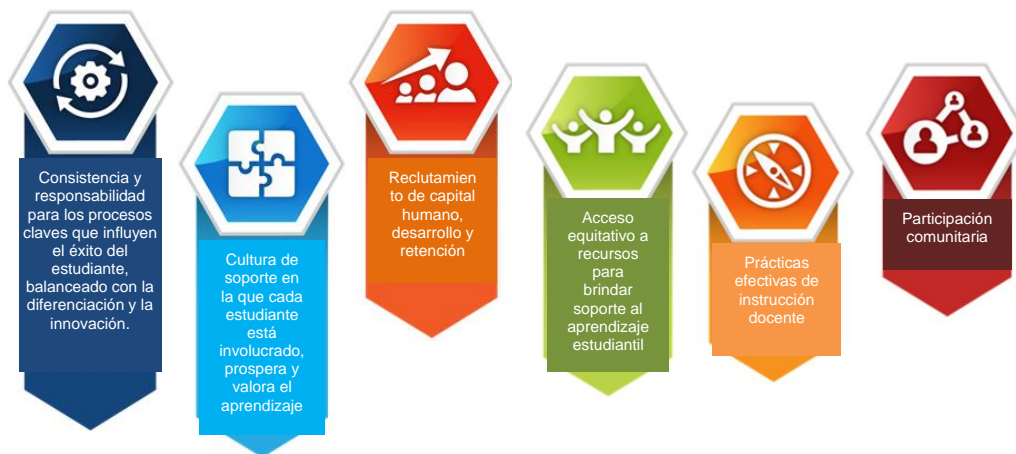 Consistencia y
responsabilidad
para los procesos
claves que influyen
el éxito del
estudiante,
balanceado con la
diferenciación y la
innovación.
Cultura de
soporte en
la que cada
estudiante
está
involucrado,
prospera y
valora el
aprendizaje
Reclutamien
to de capital
humano,
desarrollo y
retención
Acceso
equitativo a
recursos
para
brindar
soporte al
aprendizaje
estudiantil
Prácticas
efectivas de
instrucción
docente
Participación
comunitaria